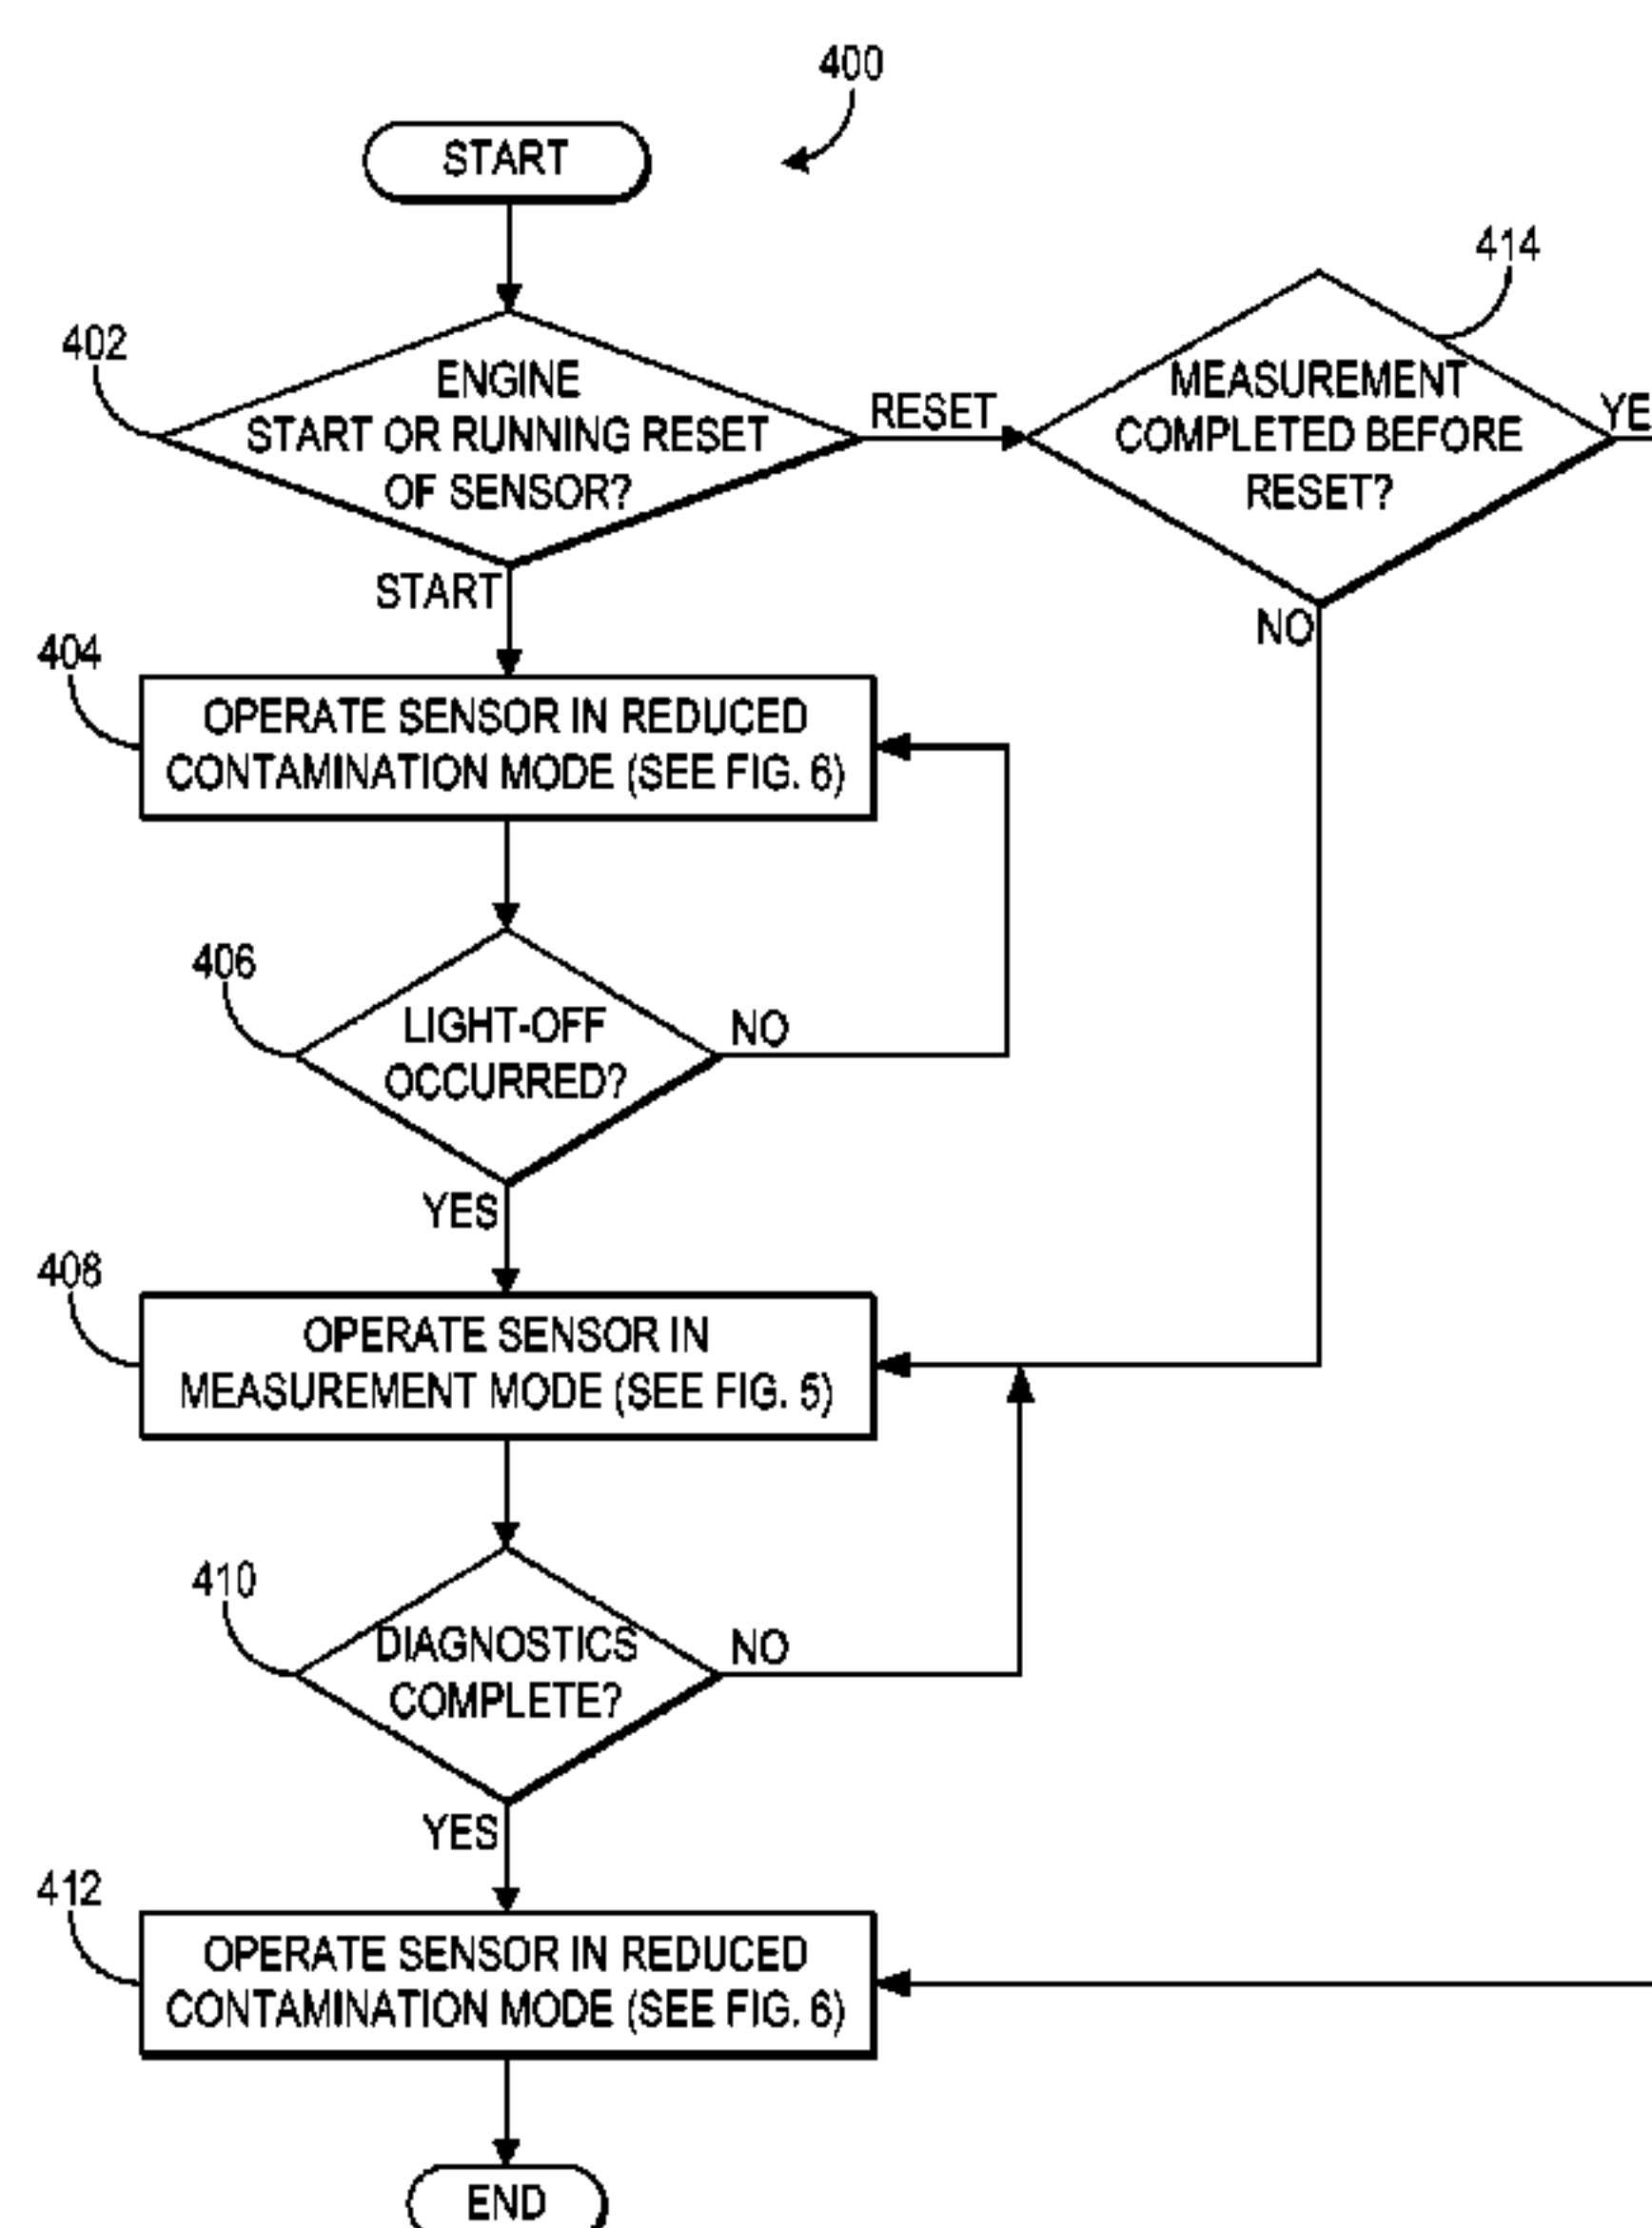 400
START
402
ENGINE
START OR RUNNING RESET
OF SENSOR?
RESET
414
MEASUREMENT
COMPLETED BEFORE
RESET?
YE
START
NO
404
OPERATE SENSOR IN REDUCED
CONTAMINATION MODE (SEE FIG. 6)
406
LIGHT-OFF
OCCURRED?
NO
YES
408
OPERATE SENSOR IN
MEASUREMENT MODE (SEE FIG. 5)
410
DIAGNOSTICS
COMPLETE?
NO
YES
412
OPERATE SENSOR IN REDUCED
CONTAMINATION MODE (SEE FIG. 6)
END